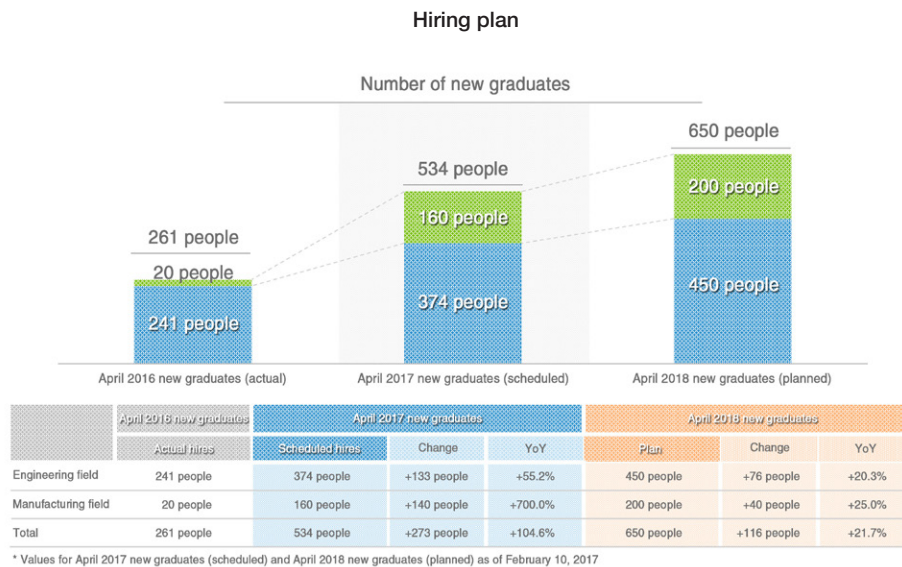 Hiring plan
Number of new graduates
650 people
534 people
200 people
160 people
261 people
20 people
450 people
374 people
241 people
April 2016 new graduates (actual)
April 2017 new graduates (scheduled)
April 2018 new graduates (planned)
April 2016 new graduates April 2017 new graduates April 2018 new graduates
Actual hires Scheduled hires Change YoY Plan Change YoY
Engineering field 241 people 374 people +133 people +55.2% 450 people +76 people +20.3%
Manufacturing field 20 people 160 people +140 people +700.0% 200 people +40 people +25.0%
Total 261 people 534 people +273 people +104.6% 650 people +116 people +21.7%
* Values for April 2017 new graduates (scheduled) and April 2018 new graduates (planned) as of February 10, 2017